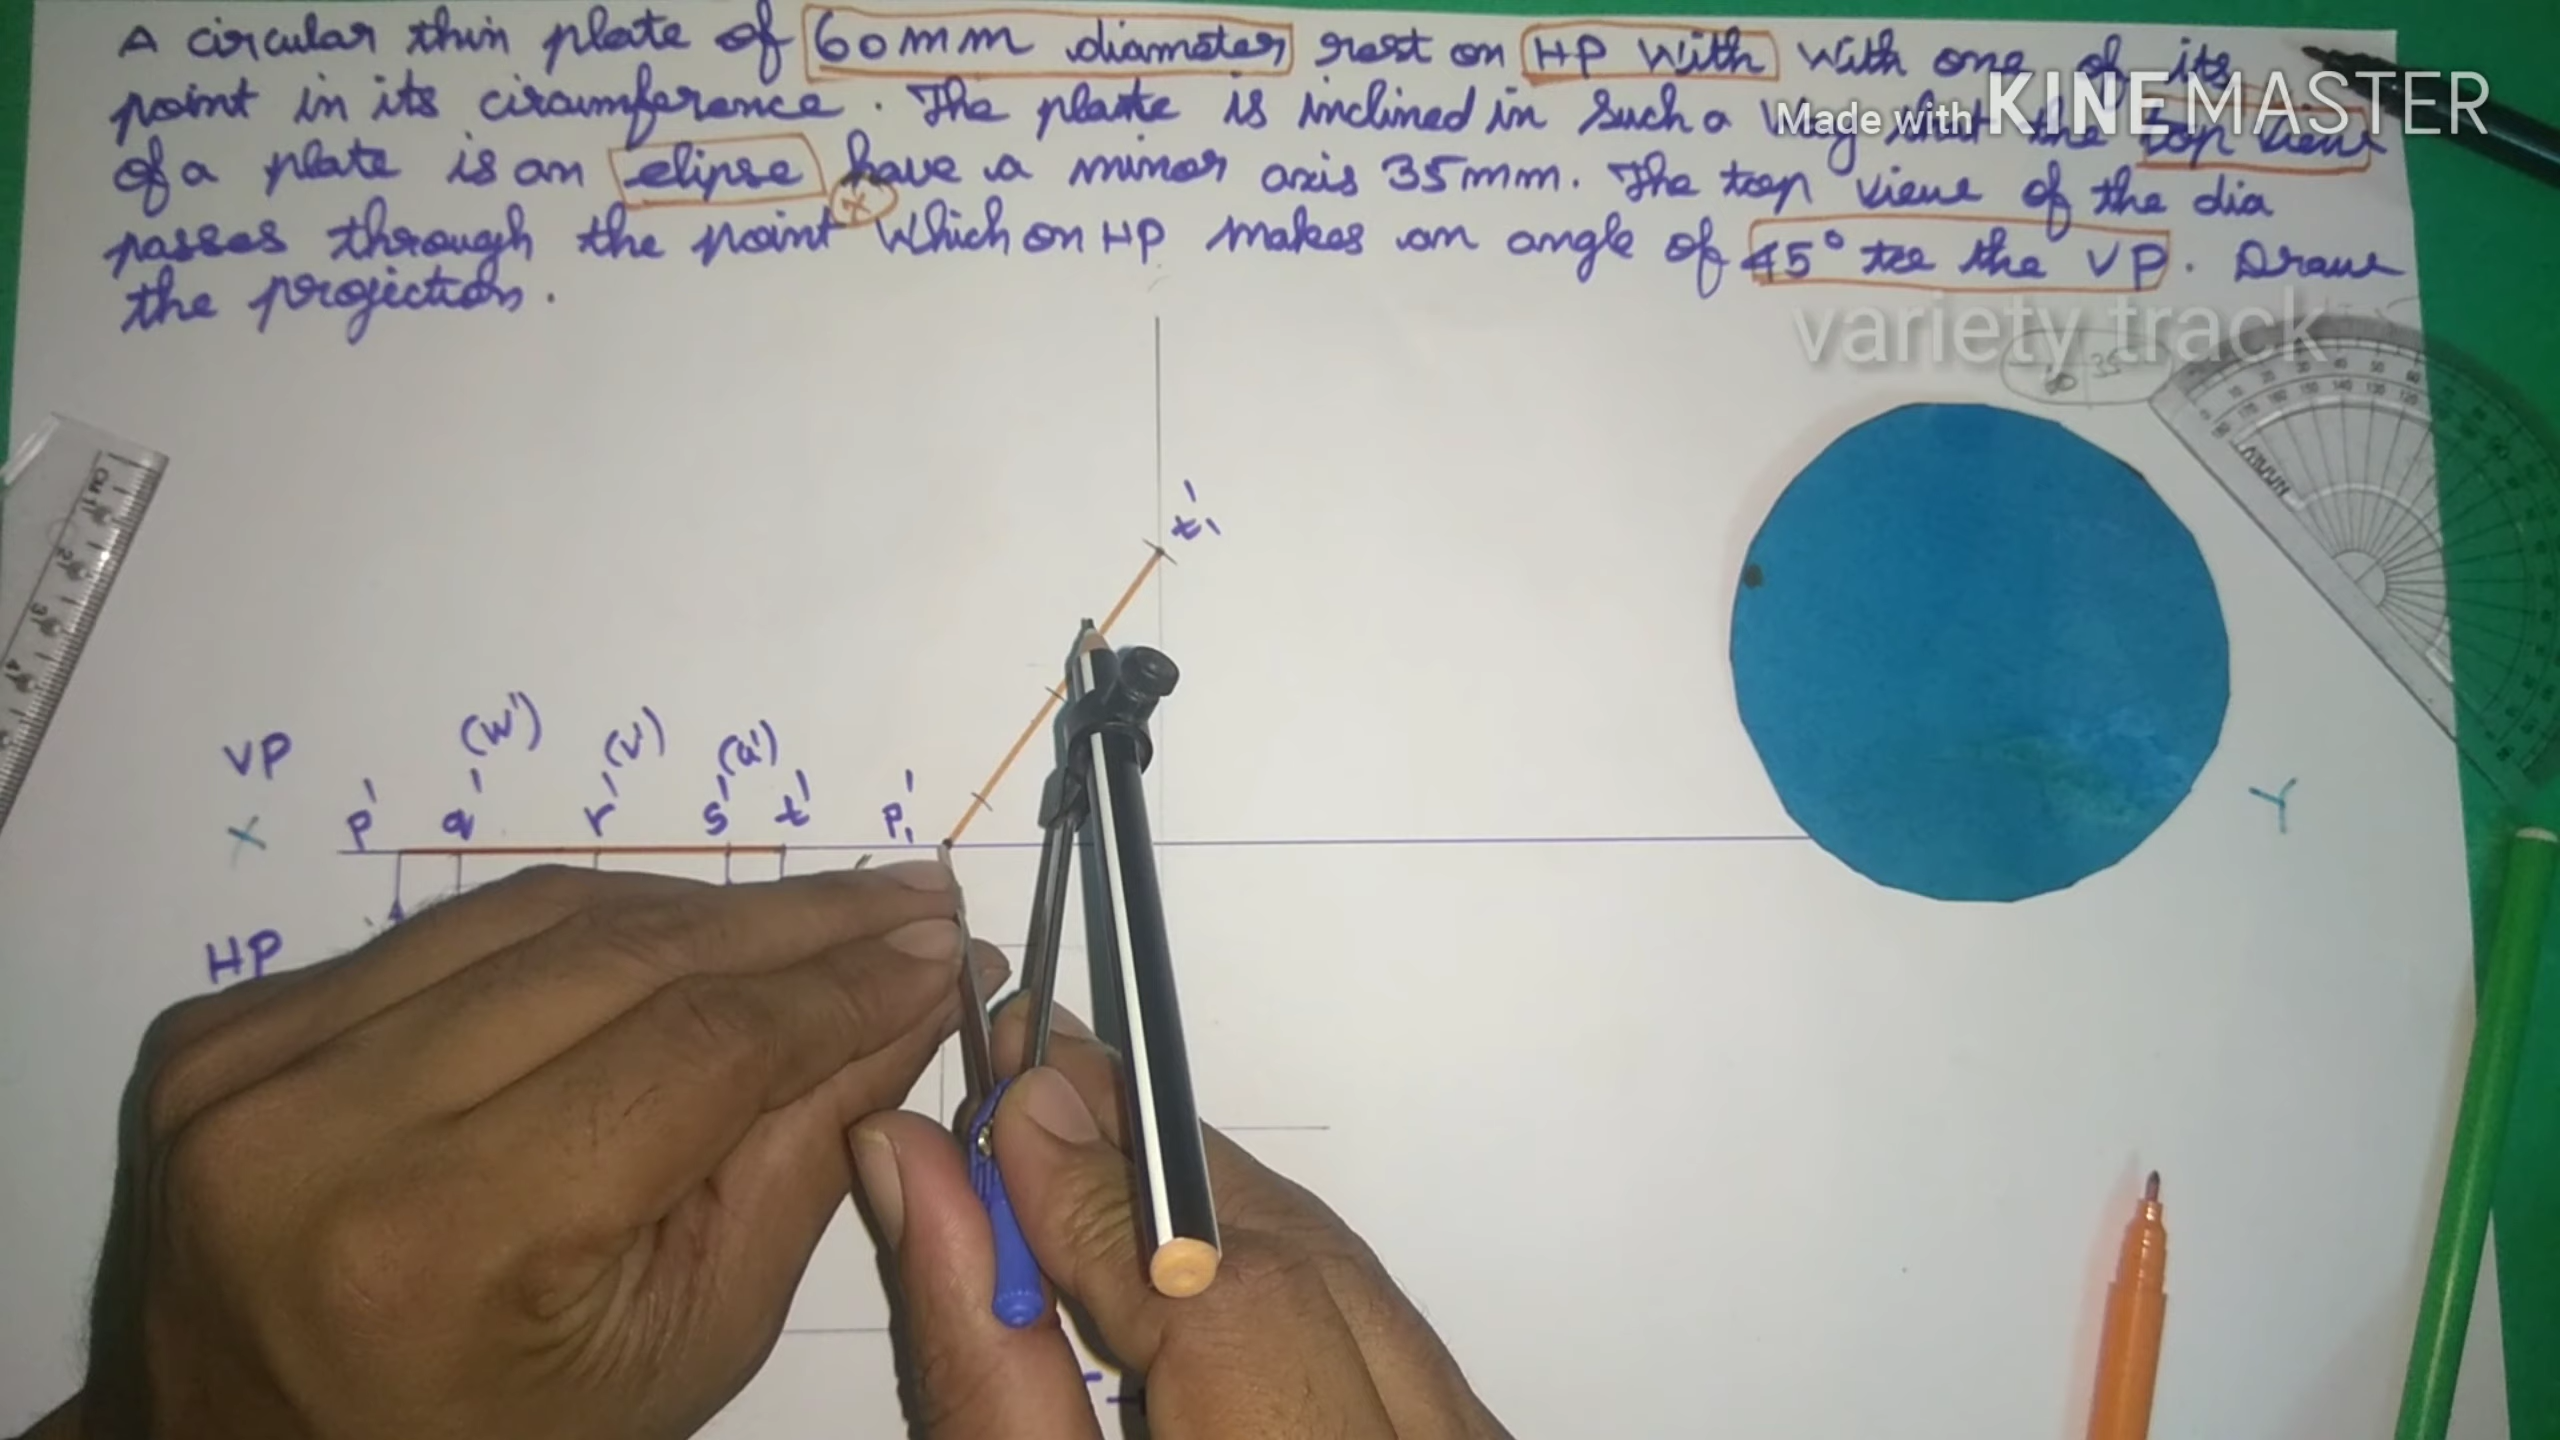 A circular thin plate of 60mm diameter rest on HP with with one of its
point in its circumference. The plate is inclined in such a way that the top view
of a plate is an elipse have a minor axis 35mm. The top view of the dia
passes through the point which on HP makes an angle of 45° to the VP. Draw
the projection.
Made with KINEMASTER
variety track
35
60
t1'
(w') (v') (u')
VP
X p' q' r' s' t' p1' Y
HP